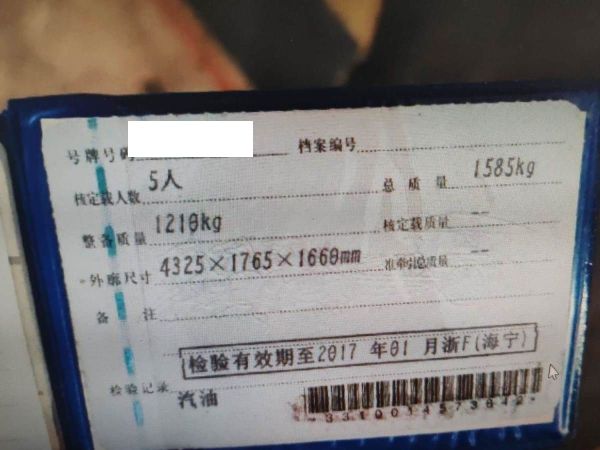 号牌号码 档案编号
核定载人数 5人 总质量 1585kg
整备质量 1210kg 核定载质量 --
外廓尺寸 4325×1765×1660mm 准牵引总质量 --
备注
检验有效期至2017年01月浙F(海宁)
检验记录 汽油